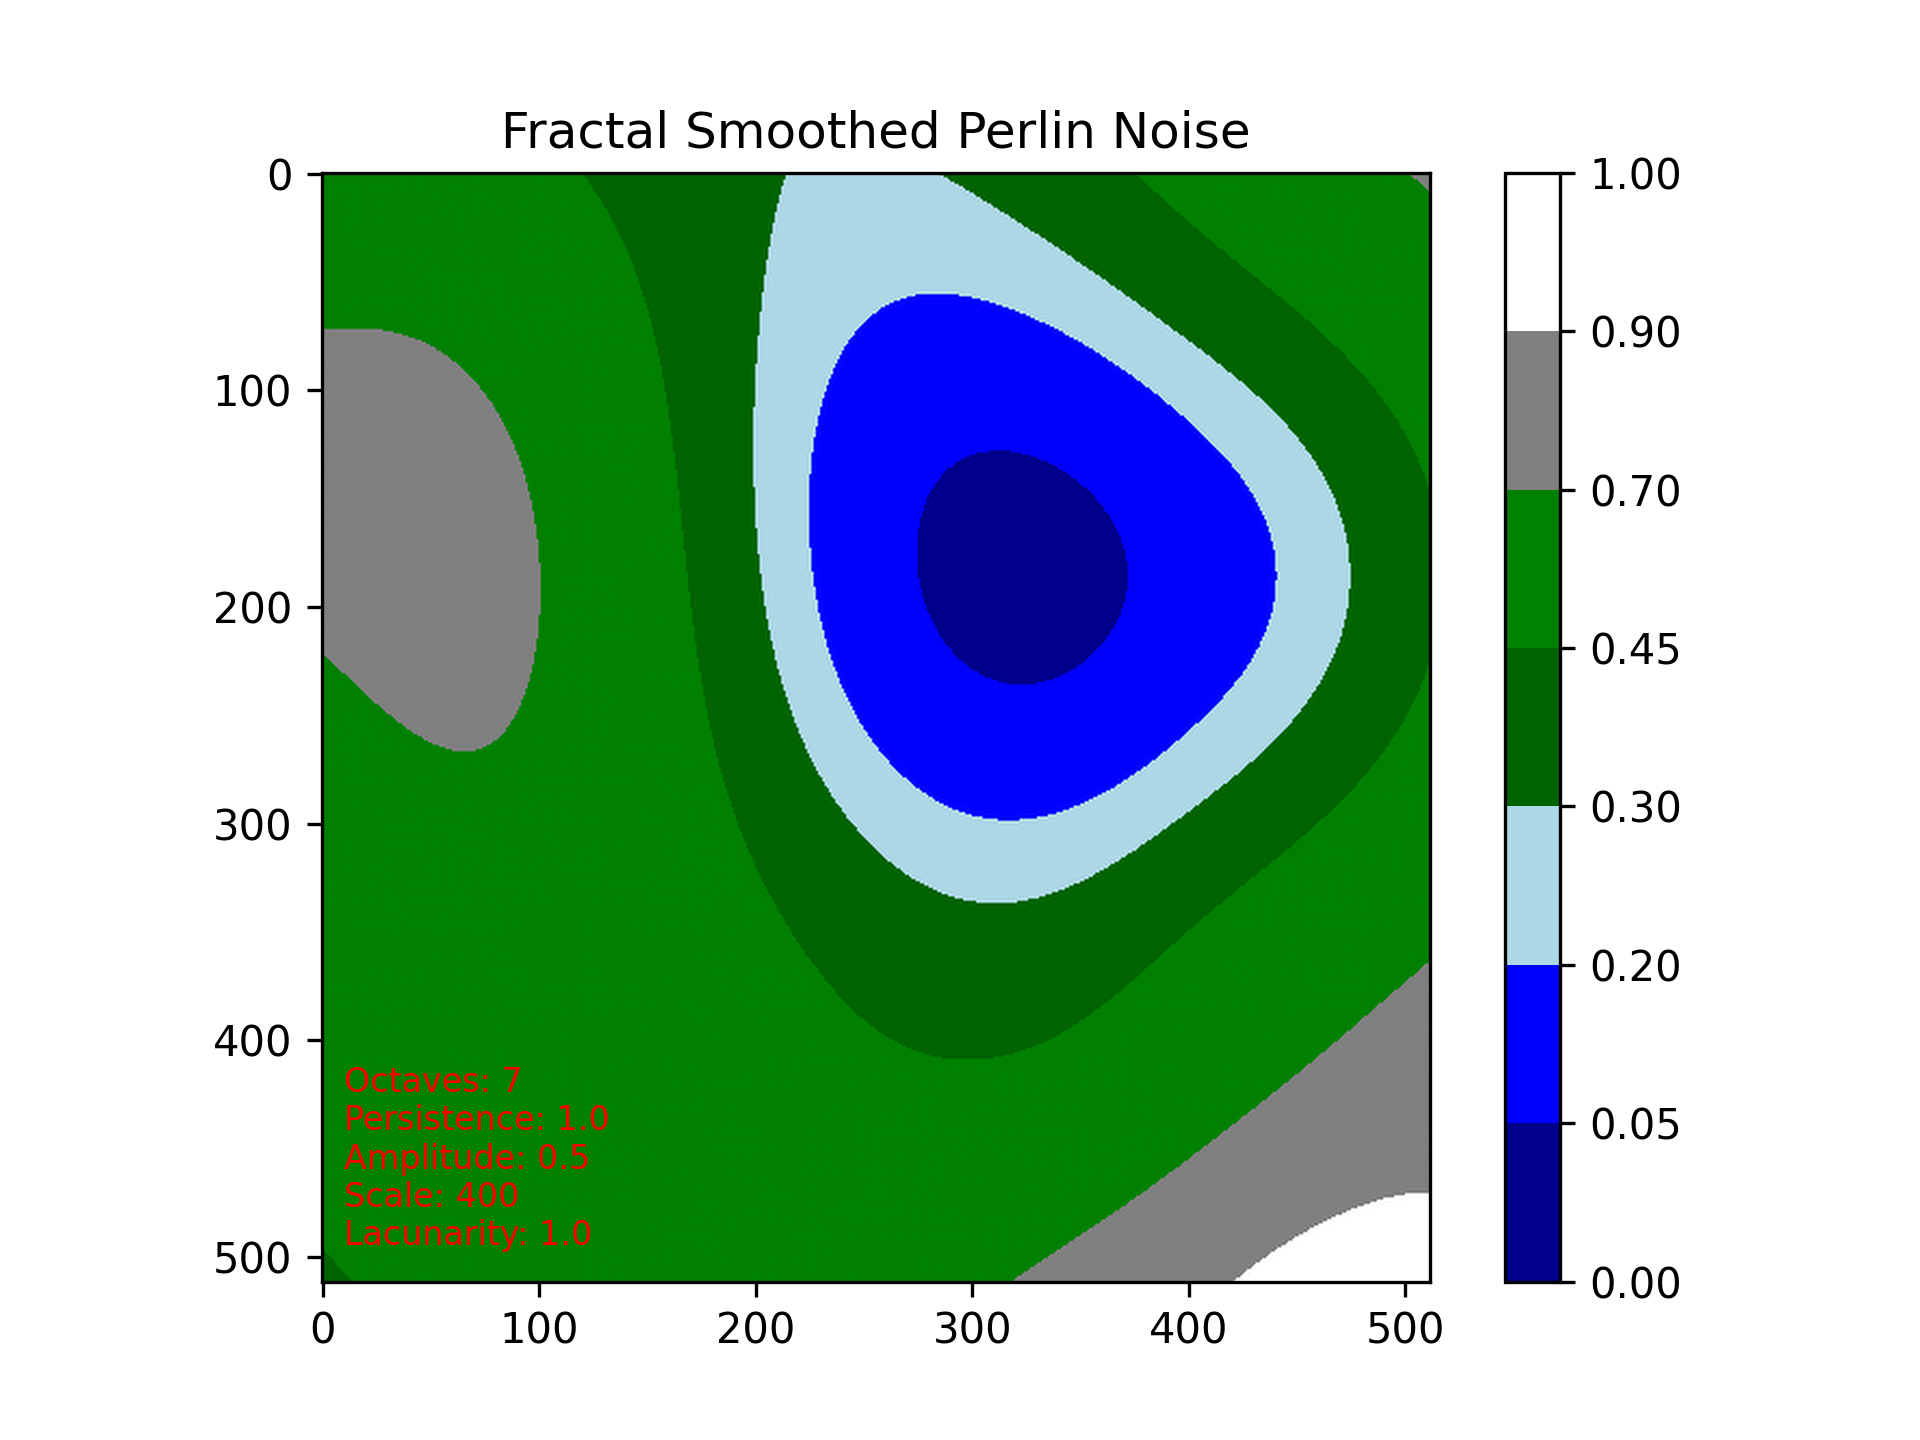 Fractal Smoothed Perlin Noise
0
100
200
300
400
500
Octaves: 7
Persistence: 1.0
Amplitude: 0.5
Scale: 400
Lacunarity: 1.0
0 100 200 300 400 500
1.00
0.90
0.70
0.45
0.30
0.20
0.05
0.00